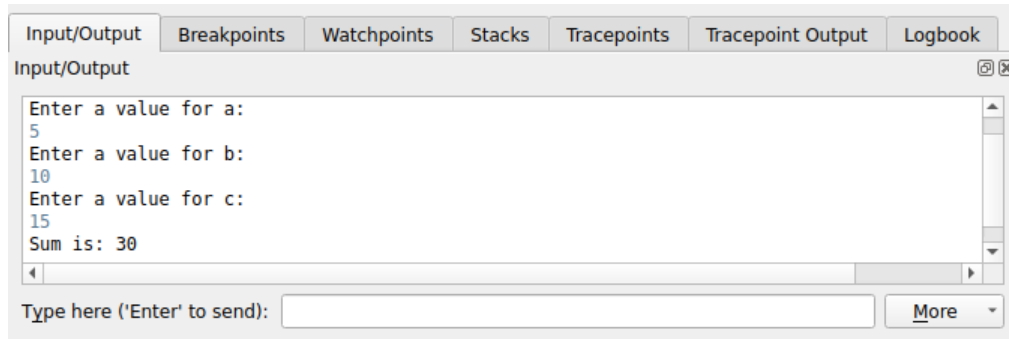 Input/Output Breakpoints Watchpoints Stacks Tracepoints Tracepoint Output Logbook
Input/Output
Enter a value for a:
5
Enter a value for b:
10
Enter a value for c:
15
Sum is: 30
Type here ('Enter' to send): More